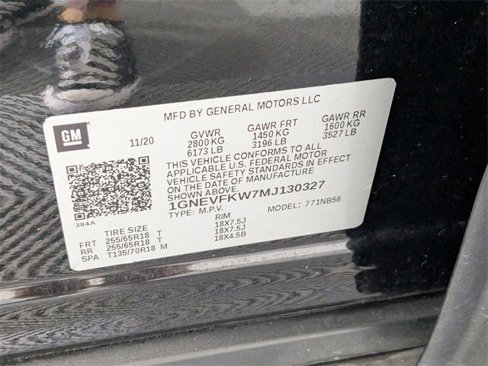 MFD BY GENERAL MOTORS LLC
GM
11/20 GVWR GAWR FRT GAWR RR
2800 KG 1450 KG 1600 KG
6173 LB 3196 LB 3527 LB
THIS VEHICLE CONFORMS TO ALL
APPLICABLE U.S. FEDERAL MOTOR
VEHICLE SAFETY STANDARDS IN EFFECT
ON THE DATE OF MANUFACTURE
SHOWN ABOVE.
1GNEVFKW7MJ130327
TYPE: M.P.V. MODEL: 771NB56
384A
TIRE SIZE RIM
FRT 255/65R18 T 18X7.5J
RR 255/65R18 T 18X7.5J
SPA T135/70R18 M 18X4.5B